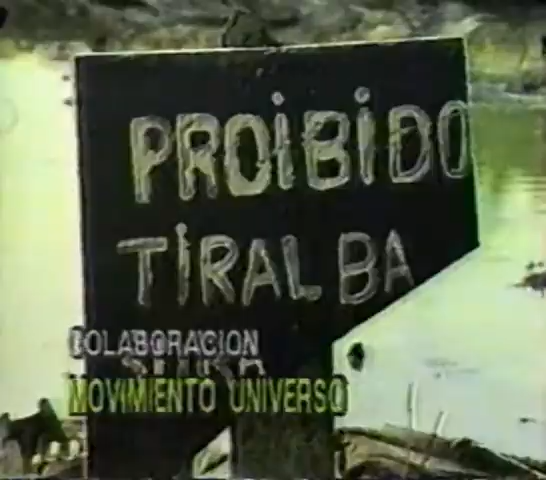 PROIBIDO
TIRAL BA
COLABORACION
MOVIMIENTO UNIVERSO